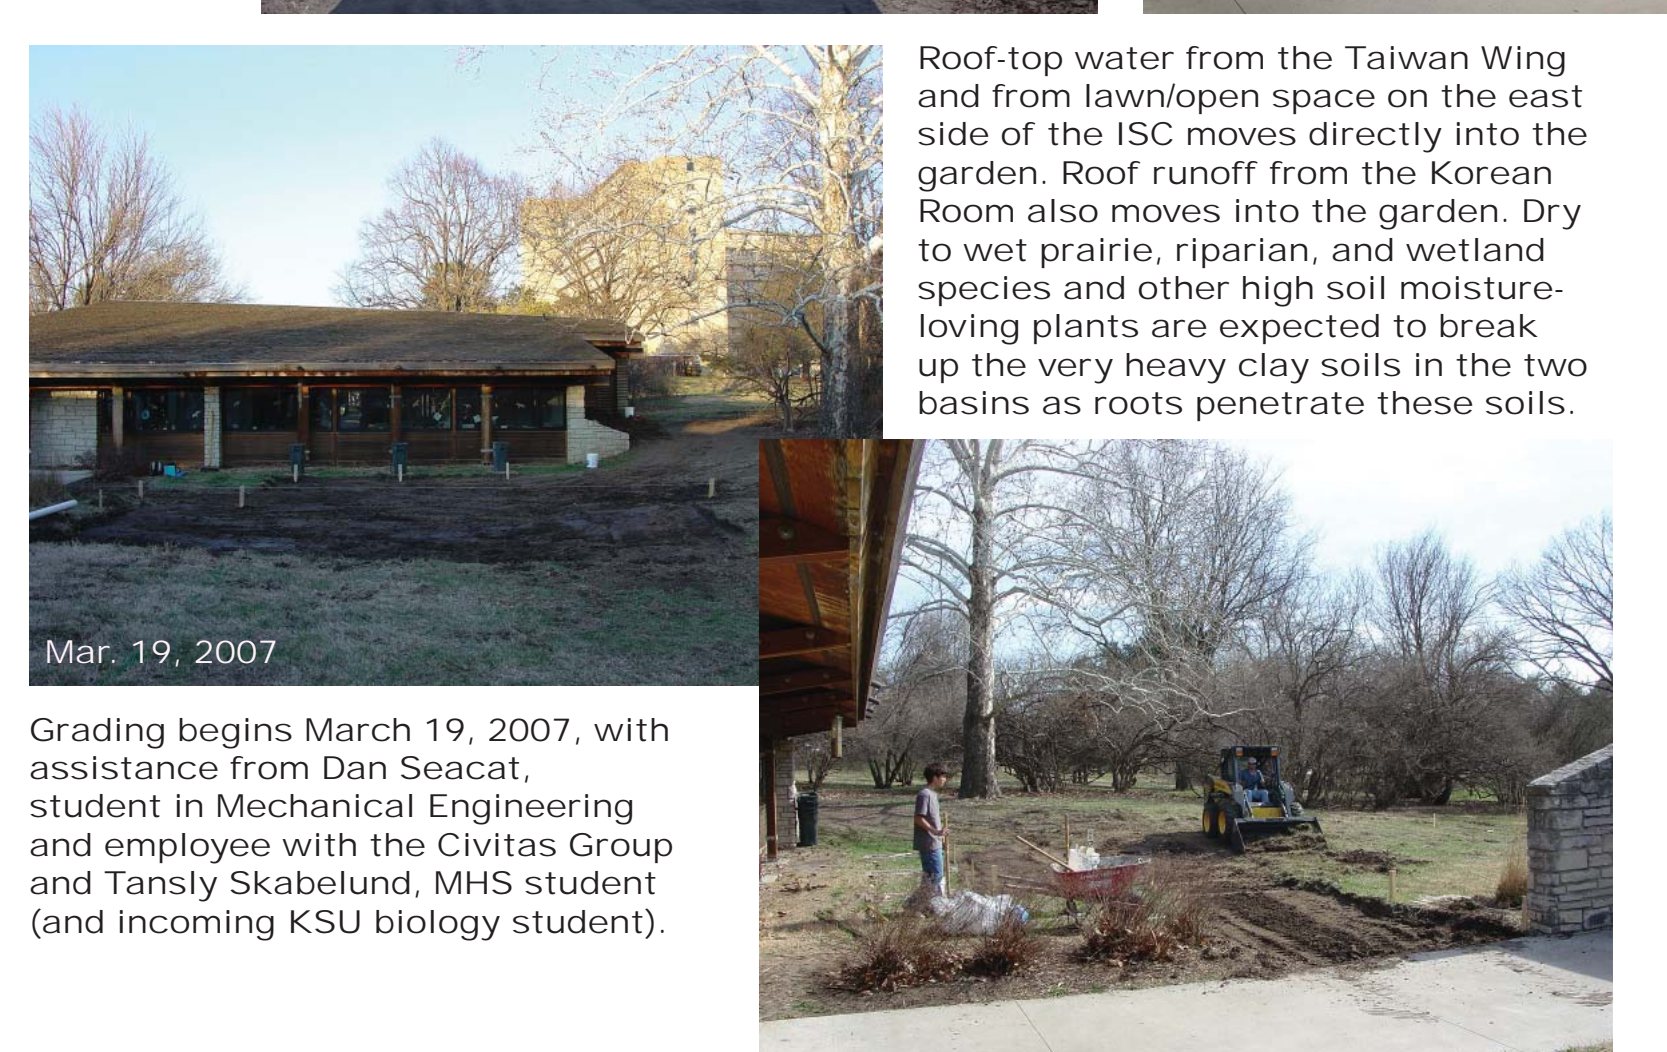 Roof-top water from the Taiwan Wing
and from lawn/open space on the east
side of the ISC moves directly into the
garden. Roof runoff from the Korean
Room also moves into the garden. Dry
to wet prairie, riparian, and wetland
species and other high soil moisture-
loving plants are expected to break
up the very heavy clay soils in the two
basins as roots penetrate these soils.
Mar. 19, 2007
Grading begins March 19, 2007, with
assistance from Dan Seacat,
student in Mechanical Engineering
and employee with the Civitas Group
and Tansly Skabelund, MHS student
(and incoming KSU biology student).